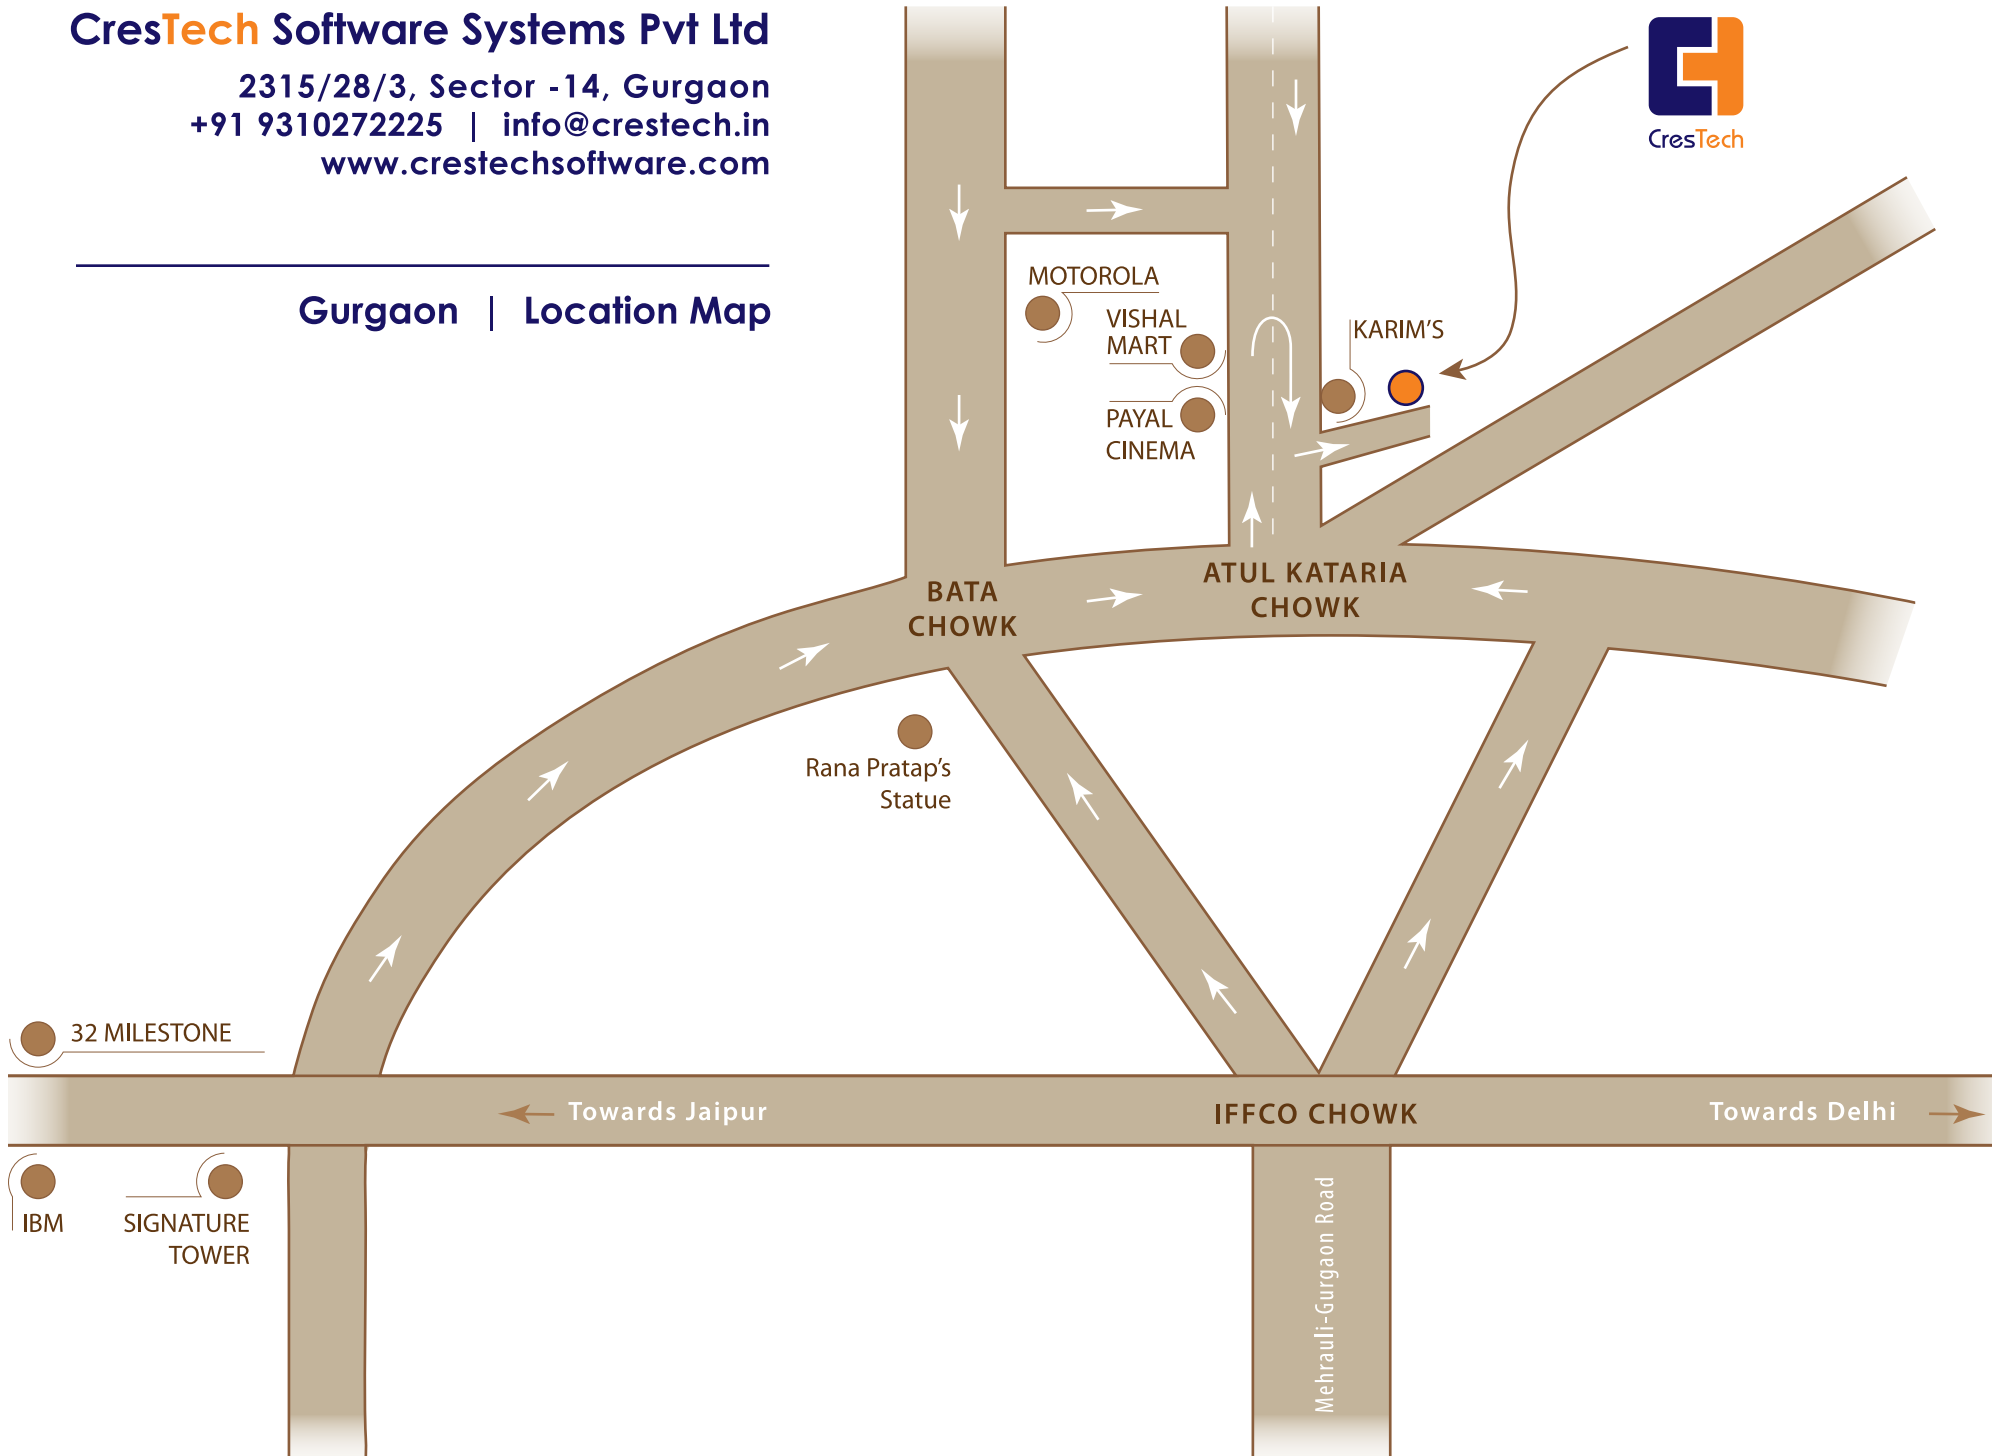 CresTech Software Systems Pvt Ltd
2315/28/3, Sector -14, Gurgaon
+91 9310272225 | info@crestech.in
www.crestechsoftware.com
Gurgaon | Location Map
CresTech
MOTOROLA
VISHAL
MART
KARIM'S
PAYAL
CINEMA
ATUL KATARIA
CHOWK
BATA
CHOWK
Rana Pratap's
Statue
32 MILESTONE
Towards Jaipur
IFFCO CHOWK
Towards Delhi
IBM
SIGNATURE
TOWER
Mehrauli-Gurgaon Road